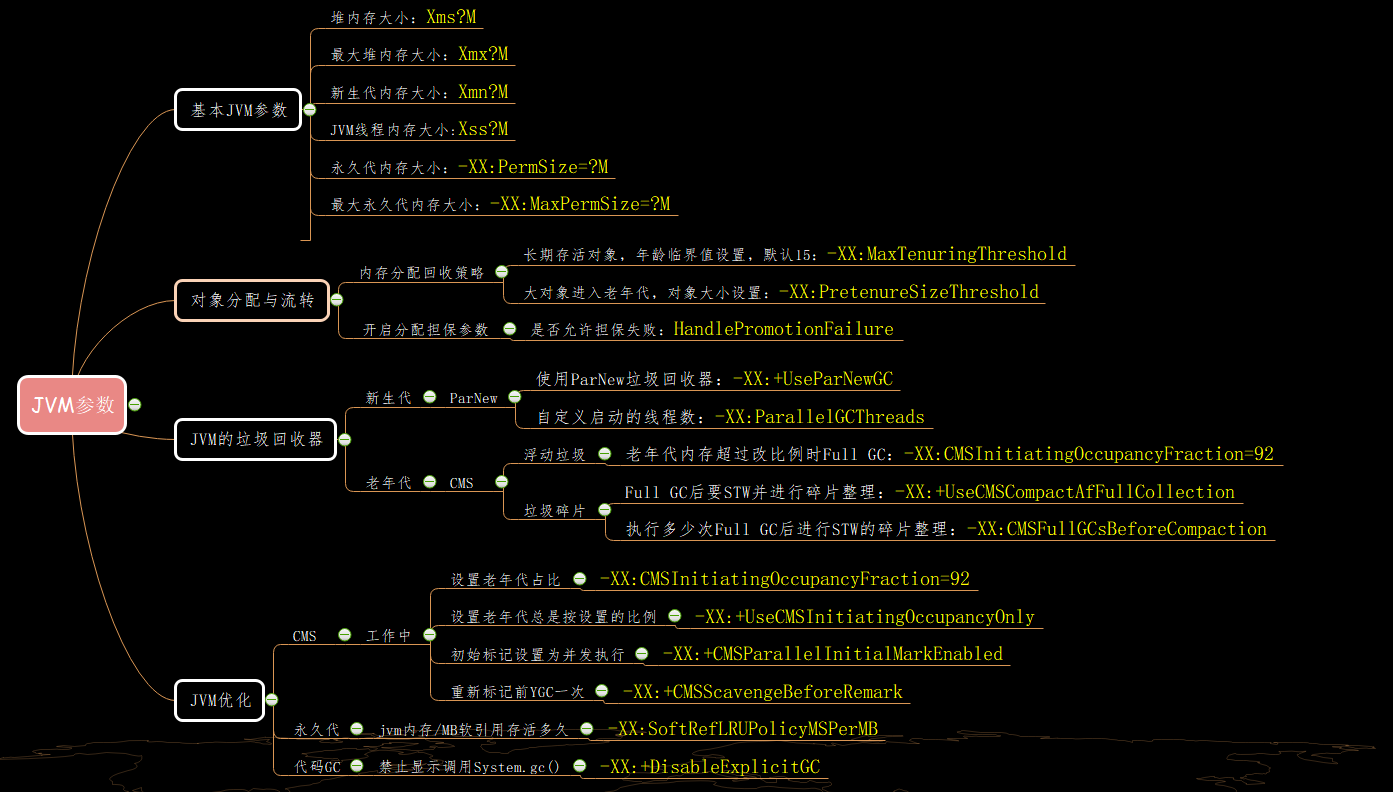 堆内存大小：Xms?M
最大堆内存大小：Xmx?M
新生代内存大小：Xmn?M
基本JVM参数
JVM线程内存大小:Xss?M
永久代内存大小：-XX:PermSize=?M
最大永久代内存大小：-XX:MaxPermSize=?M
对象分配与流转
内存分配回收策略
长期存活对象，年龄临界值设置，默认15：-XX:MaxTenuringThreshold
大对象进入老年代，对象大小设置：-XX:PretenureSizeThreshold
开启分配担保参数
是否允许担保失败：HandlePromotionFailure
JVM参数
JVM的垃圾回收器
新生代
ParNew
使用ParNew垃圾回收器：-XX:+UseParNewGC
自定义启动的线程数：-XX:ParallelGCThreads
老年代
CMS
浮动垃圾
老年代内存超过改比例时Full GC：-XX:CMSInitiatingOccupancyFraction=92
垃圾碎片
Full GC后要STW并进行碎片整理：-XX:+UseCMSCompactAfFullCollection
执行多少次Full GC后进行STW的碎片整理：-XX:CMSFullGCsBeforeCompaction
JVM优化
CMS
工作中
设置老年代占比
-XX:CMSInitiatingOccupancyFraction=92
设置老年代总是按设置的比例
-XX:+UseCMSInitiatingOccupancyOnly
初始标记设置为并发执行
-XX:+CMSParallelInitialMarkEnabled
重新标记前YGC一次
-XX:+CMSScavengeBeforeRemark
永久代
jvm内存/MB软引用存活多久
-XX:SoftRefLRUPolicyMSPerMB
代码GC
禁止显示调用System.gc()
-XX:+DisableExplicitGC